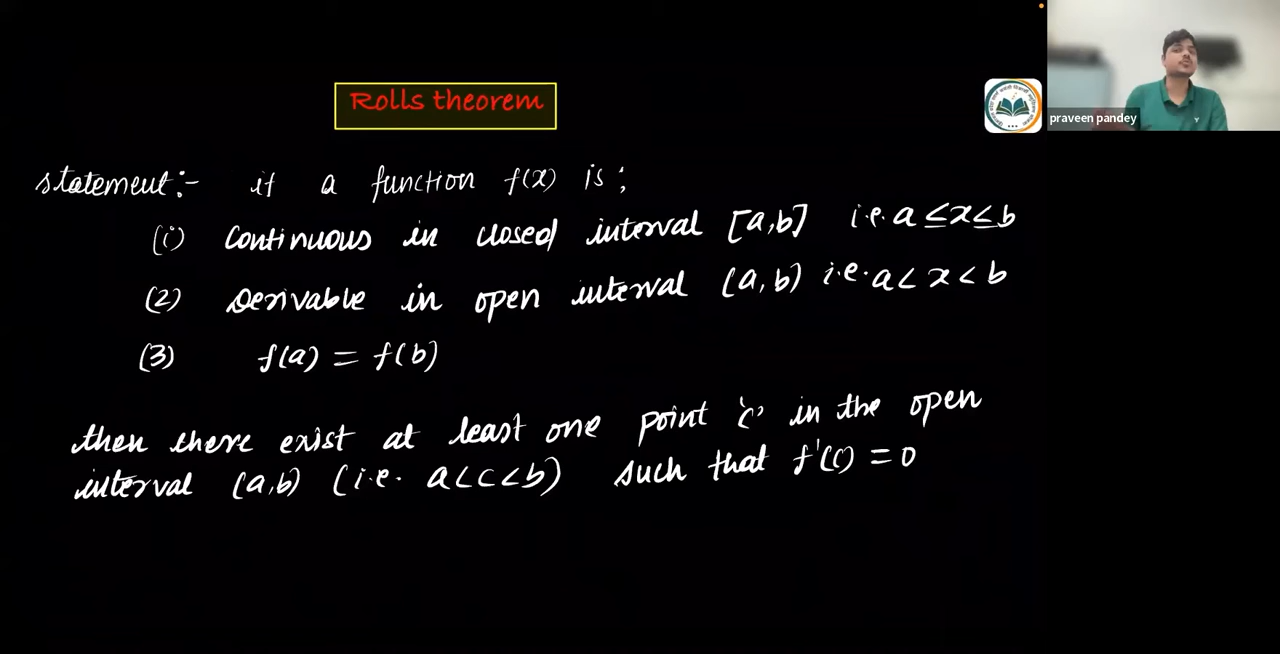 Rolls theorem
praveen pandey
statement:- if a function f(x) is;
(i) continuous in closed interval [a,b] i.e. a ≤ x ≤ b
(2) Derivable in open interval (a,b) i.e. a < x < b
(3) f(a) = f(b)
then there exist at least one point 'c' in the open
interval (a,b) (i.e. a < c < b) such that f'(c) = 0